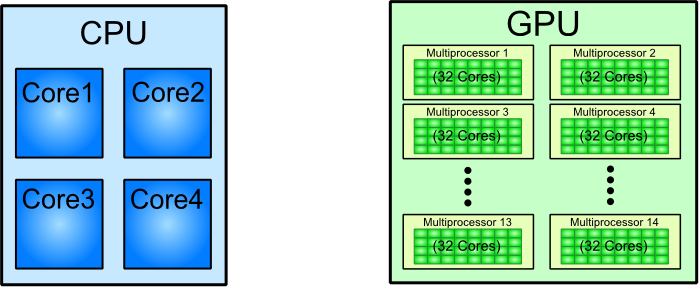 CPU
Core1
Core2
Core3
Core4
GPU
Multiprocessor 1
(32 Cores)
Multiprocessor 2
(32 Cores)
Multiprocessor 3
(32 Cores)
Multiprocessor 4
(32 Cores)
Multiprocessor 13
(32 Cores)
Multiprocessor 14
(32 Cores)